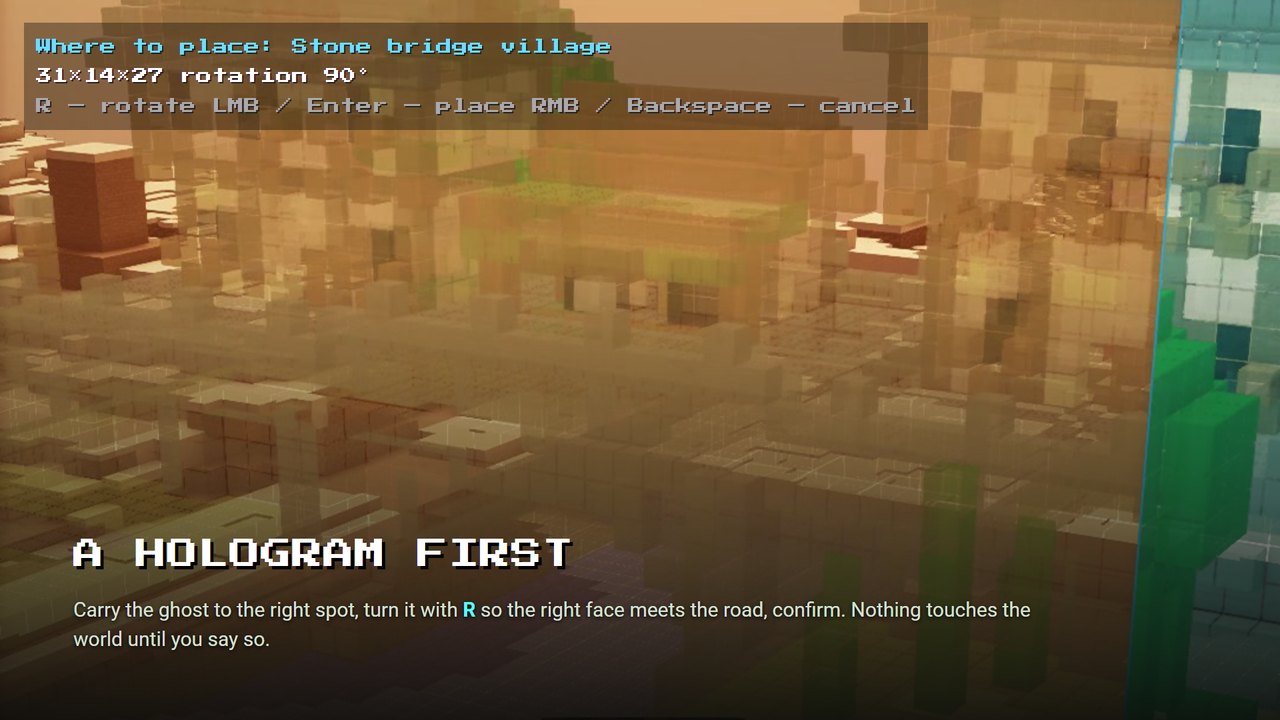 Where to place: Stone bridge village
31×14×27 rotation 90°
R — rotate LMB / Enter — place RMB / Backspace — cancel
A HOLOGRAM FIRST
Carry the ghost to the right spot, turn it with R so the right face meets the road, confirm. Nothing touches the
world until you say so.